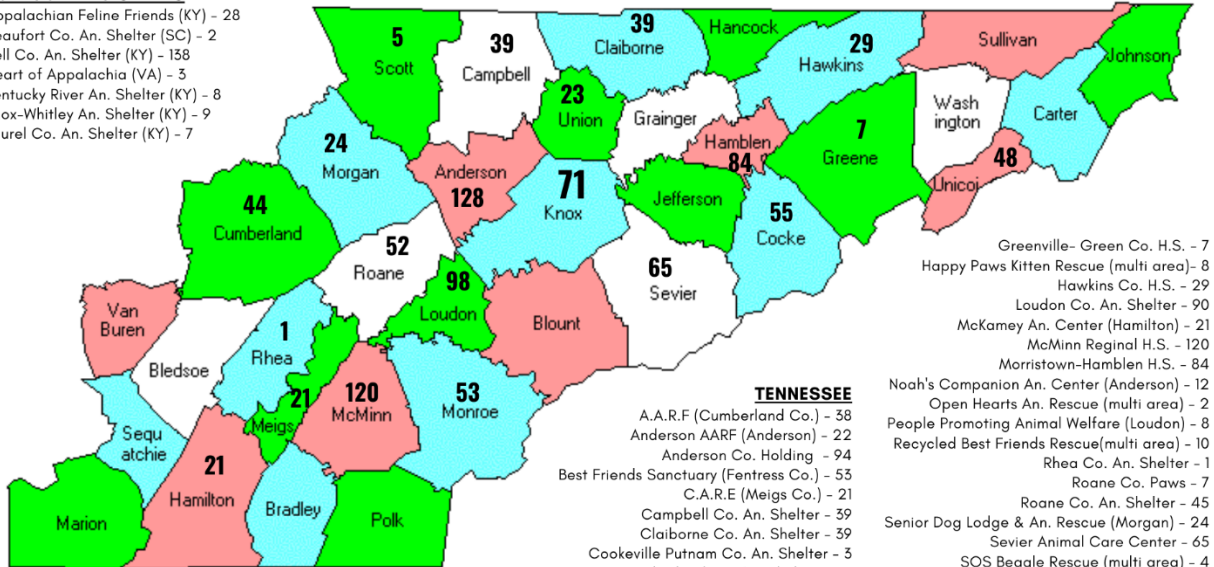 ppalachian Feline Friends (KY) - 28
eaufort Co. An. Shelter (SC) - 2
ell Co. An. Shelter (KY) - 138
eart of Appalachia (VA) - 3
entucky River An. Shelter (KY) - 8
ox-Whitley An. Shelter (KY) - 9
urel Co. An. Shelter (KY) - 7
5
Scott
39
Campbell
39
Claiborne
Hancock
29
Hawkins
Sullivan
Johnson
23
Union
Grainger
Hamblen
84
7
Greene
Wash
ington
Carter
48
Unicoi
24
Morgan
Anderson
128
71
Knox
Jefferson
55
Cocke
44
Cumberland
52
Roane
98
Loudon
Blount
65
Sevier
Van
Buren
Bledsoe
1
Rhea
21
Meigs
120
McMinn
53
Monroe
Sequ
atchie
21
Hamilton
Marion
Bradley
Polk
TENNESSEE
A.A.R.F (Cumberland Co.) - 38
Anderson AARF (Anderson) - 22
Anderson Co. Holding - 94
Best Friends Sanctuary (Fentress Co.) - 53
C.A.R.E (Meigs Co.) - 21
Campbell Co. An. Shelter - 39
Claiborne Co. An. Shelter - 39
Cookeville Putnam Co. An. Shelter - 3
Greenville- Green Co. H.S. - 7
Happy Paws Kitten Rescue (multi area)- 8
Hawkins Co. H.S. - 29
Loudon Co. An. Shelter - 90
McKamey An. Center (Hamilton) - 21
McMinn Reginal H.S. - 120
Morristown-Hamblen H.S. - 84
Noah's Companion An. Center (Anderson) - 12
Open Hearts An. Rescue (multi area) - 2
People Promoting Animal Welfare (Loudon) - 8
Recycled Best Friends Rescue(multi area) - 10
Rhea Co. An. Shelter - 1
Roane Co. Paws - 7
Roane Co. An. Shelter - 45
Senior Dog Lodge & An. Rescue (Morgan) - 24
Sevier Animal Care Center - 65
SOS Beagle Rescue (multi area) - 4